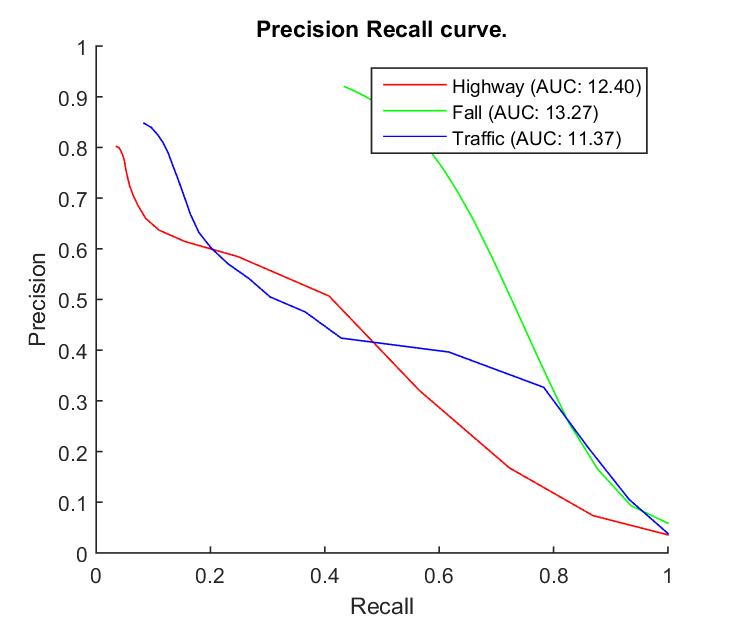 Precision Recall curve.
Highway (AUC: 12.40)
Fall (AUC: 13.27)
Traffic (AUC: 11.37)
Precision
1
0.9
0.8
0.7
0.6
0.5
0.4
0.3
0.2
0.1
0
0 0.2 0.4 0.6 0.8 1
Recall